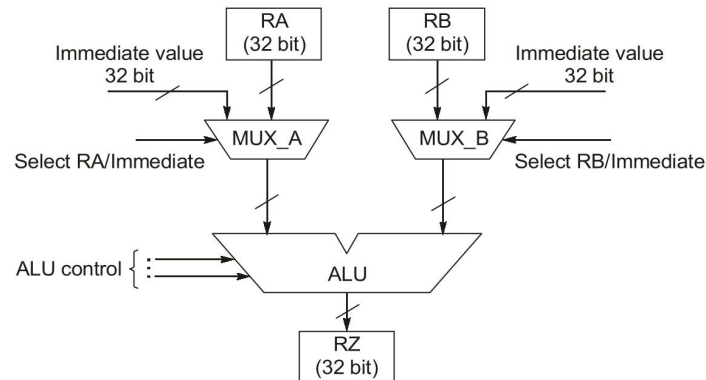 RA
(32 bit)
RB
(32 bit)
Immediate value
32 bit
Immediate value
32 bit
MUX_A
MUX_B
Select RA/Immediate
Select RB/Immediate
ALU control {
ALU
RZ
(32 bit)